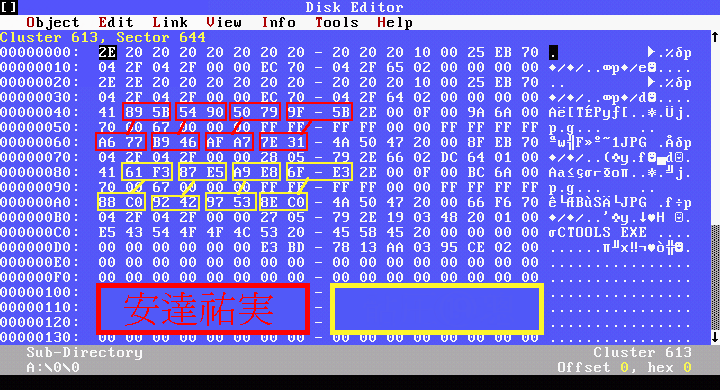 [ ] Disk Editor
Object Edit Link View Info Tools Help
Cluster 613, Sector 644
00000000: 2E 20 20 20 20 20 20 20 - 20 20 20 10 00 25 EB 70 .          ►.%δp
00000010: 04 2F 04 2F 00 00 EC 70 - 04 2F 65 02 00 00 00 00 ♦/♦/..∞p♦/e☻....
00000020: 2E 2E 20 20 20 20 20 20 - 20 20 20 10 00 25 EB 70 ..         ►.%δp
00000030: 04 2F 04 2F 00 00 EC 70 - 04 2F 64 02 00 00 00 00 ♦/♦/..∞p♦/d☻....
00000040: 41 89 5B 54 90 50 79 9F - 5B 2E 00 0F 00 9A 6A 00 Aë[TÉPyƒ[..☼.Üj.
00000050: 70 00 67 00 00 00 FF FF - FF FF FF FF 00 00 FF FF p.g...      ..
00000060: A6 77 B9 46 AF A7 7E 31 - 4A 50 47 20 00 8F EB 70 ªw╣F»º~1JPG .Åδp
00000070: 04 2F 04 2F 00 00 28 05 - 79 2E 66 02 DC 64 01 00 ♦/♦/..(♣y.f☻▄d☺.
00000080: 41 61 F3 87 E5 A9 E8 6F - E3 2E 00 0F 00 BC 6A 00 Aa≤çσ⌐Φoπ..☼.╝j.
00000090: 70 00 67 00 00 00 FF FF - FF FF FF FF 00 00 FF FF p.g...      ..
000000A0: 88 C0 92 42 97 53 8E C0 - 4A 50 47 20 00 66 F6 70 ê└ÆBùSÄ└JPG .f÷p
000000B0: 04 2F 04 2F 00 00 27 05 - 79 2E 19 03 48 20 01 00 ♦/♦/..'♣y.↓♥H ☺.
000000C0: E5 43 54 4F 4F 4C 53 20 - 45 58 45 20 00 00 00 00 σCTOOLS EXE ....
000000D0: 00 00 00 00 00 00 E3 BD - 78 13 AA 03 95 CE 02 00 ......π╜x‼¬♥ò╬☻.
000000E0: 00 00 00 00 00 00 00 00 - 00 00 00 00 00 00 00 00 ................
000000F0: 00 00 00 00 00 00 00 00 - 00 00 00 00 00 00 00 00 ................
00000100: 00 00 00 00 00 00 00 00 - 00 00 00 00 00 00 00 00 ................
00000110: 安達祐実 - ................
00000120: - ................
00000130: 00 00 00 00 00 00 00 00 - 00 00 00 00 00 00 00 00 ................
Sub-Directory Cluster 613
A:\0\0 Offset 0, hex 0